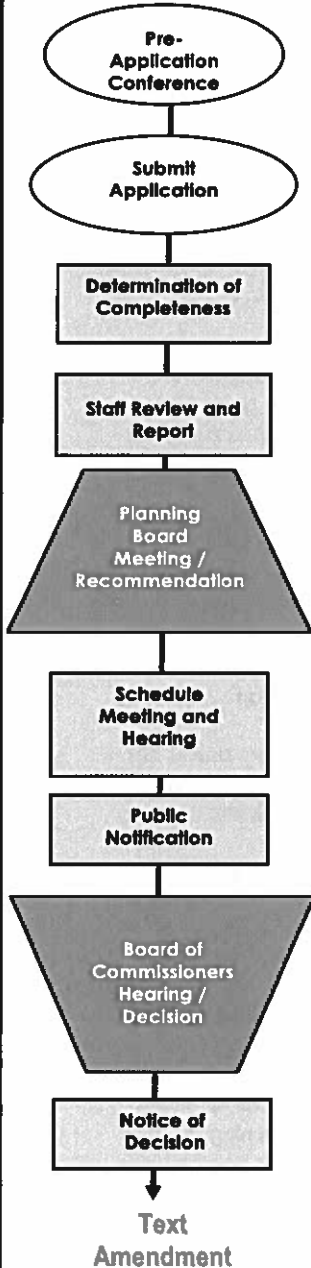 Pre-
Application
Conference
Submit
Application
Determination of
Completeness
Staff Review and
Report
Planning
Board
Meeting /
Recommendation
Schedule
Meeting and
Hearing
Public
Notification
Board of
Commissioners
Hearing /
Decision
Notice of
Decision
Text
Amendment